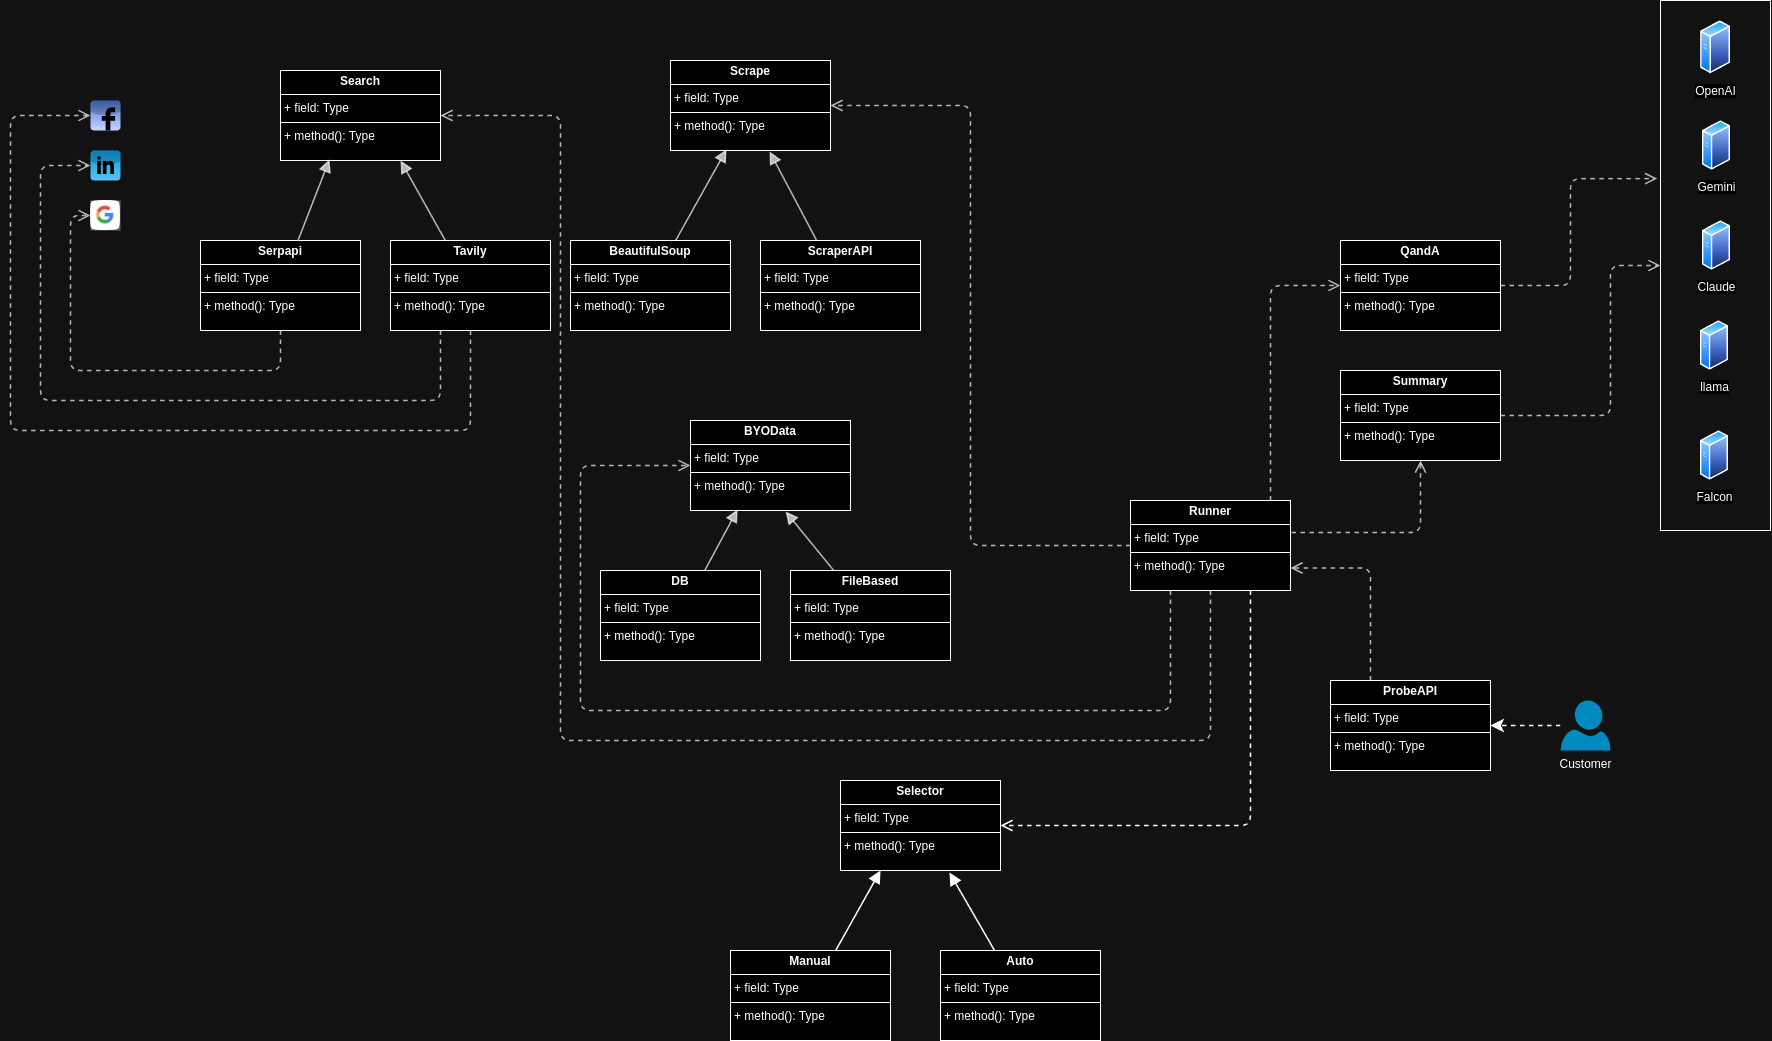 Search
+ field: Type
+ method(): Type
Scrape
+ field: Type
+ method(): Type
OpenAI
Gemini
Claude
llama
Falcon
f
in
G
Serpapi
+ field: Type
+ method(): Type
Tavily
+ field: Type
+ method(): Type
BeautifulSoup
+ field: Type
+ method(): Type
ScraperAPI
+ field: Type
+ method(): Type
QandA
+ field: Type
+ method(): Type
Summary
+ field: Type
+ method(): Type
BYOData
+ field: Type
+ method(): Type
Runner
+ field: Type
+ method(): Type
DB
+ field: Type
+ method(): Type
FileBased
+ field: Type
+ method(): Type
ProbeAPI
+ field: Type
+ method(): Type
Customer
Selector
+ field: Type
+ method(): Type
Manual
+ field: Type
+ method(): Type
Auto
+ field: Type
+ method(): Type